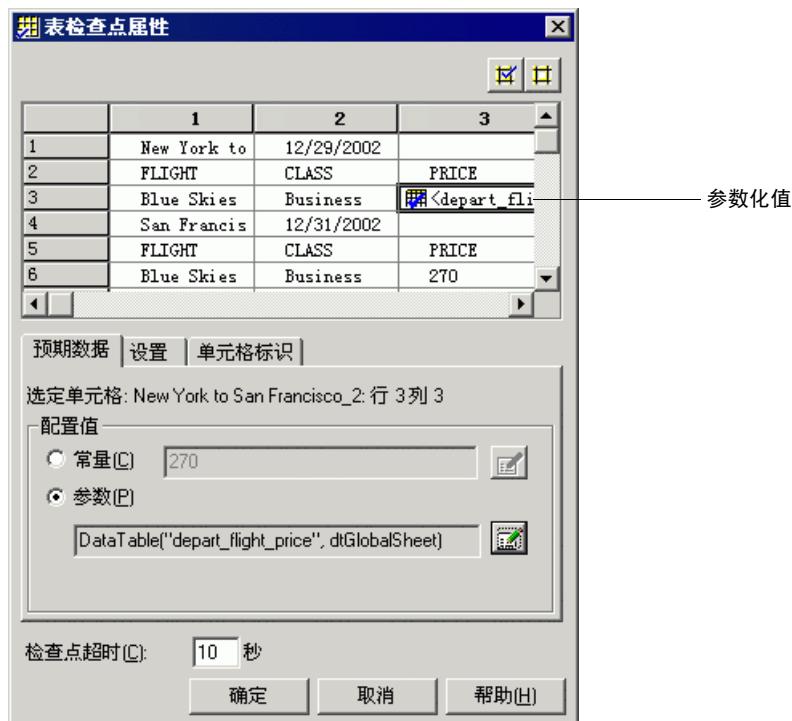 表检查点属性
1 2 3
1 New York to 12/29/2002
2 FLIGHT CLASS PRICE
3 Blue Skies Business <depart_fli
参数化值
4 San Francis 12/31/2002
5 FLIGHT CLASS PRICE
6 Blue Skies Business 270
预期数据 设置 单元格标识
选定单元格: New York to San Francisco_2: 行 3列 3
配置值
常量(C) 270
参数(P)
DataTable("depart_flight_price", dtGlobalSheet)
检查点超时(C): 10 秒
确定 取消 帮助(H)